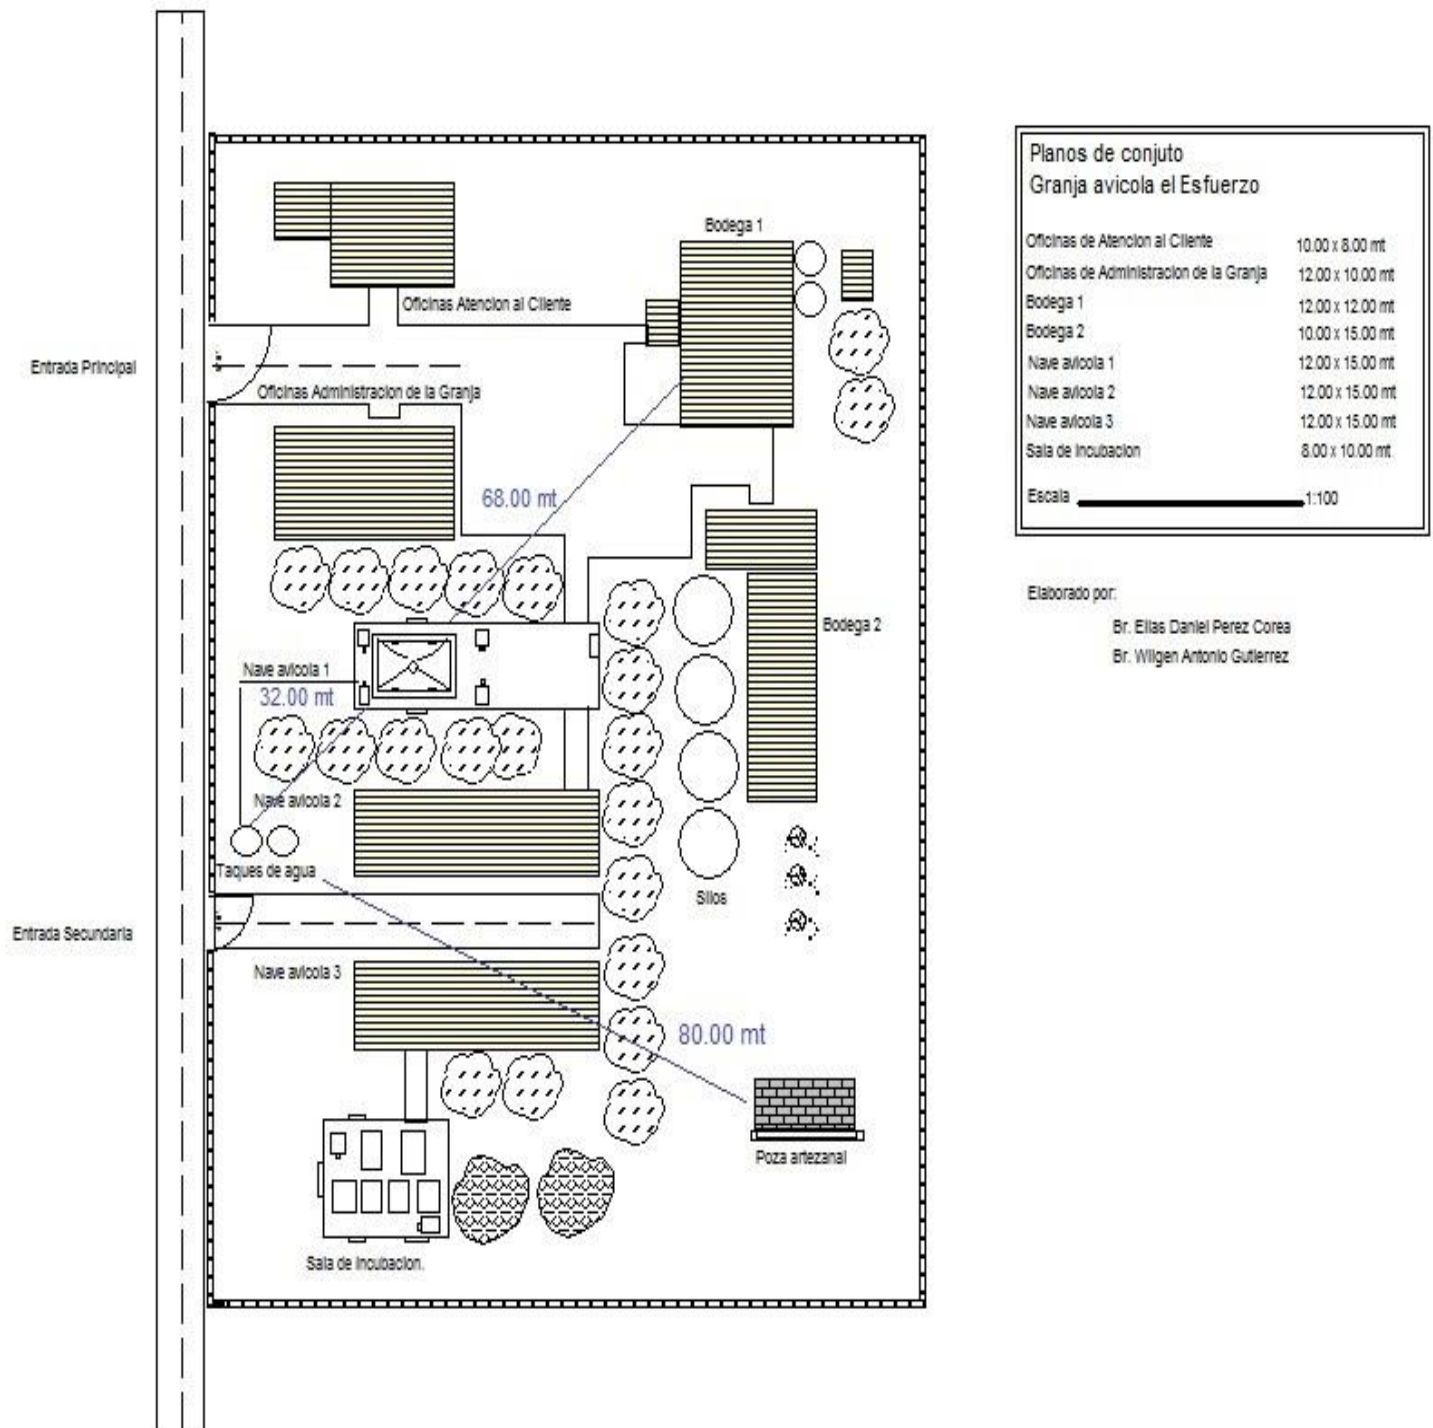 Planos de conjuto
Granja avicola el Esfuerzo
Oficinas de Atencion al Cliente 10.00 x 8.00 mt
Oficinas de Administracion de la Granja 12.00 x 10.00 mt
Bodega 1 12.00 x 12.00 mt
Bodega 2 10.00 x 15.00 mt
Nave avicola 1 12.00 x 15.00 mt
Nave avicola 2 12.00 x 15.00 mt
Nave avicola 3 12.00 x 15.00 mt
Sala de Incubacion 8.00 x 10.00 mt
Escala 1:100
Elaborado por:
Br. Elias Daniel Perez Corea
Br. Wilgen Antonio Gutierrez
Bodega 1
Oficinas Atencion al Cliente
Entrada Principal
Oficinas Administracion de la Granja
68.00 mt
Bodega 2
Nave avicola 1
32.00 mt
Nave avicola 2
Taques de agua
Silos
Entrada Secundaria
Nave avicola 3
80.00 mt
Poza artezanal
Sala de Incubacion.